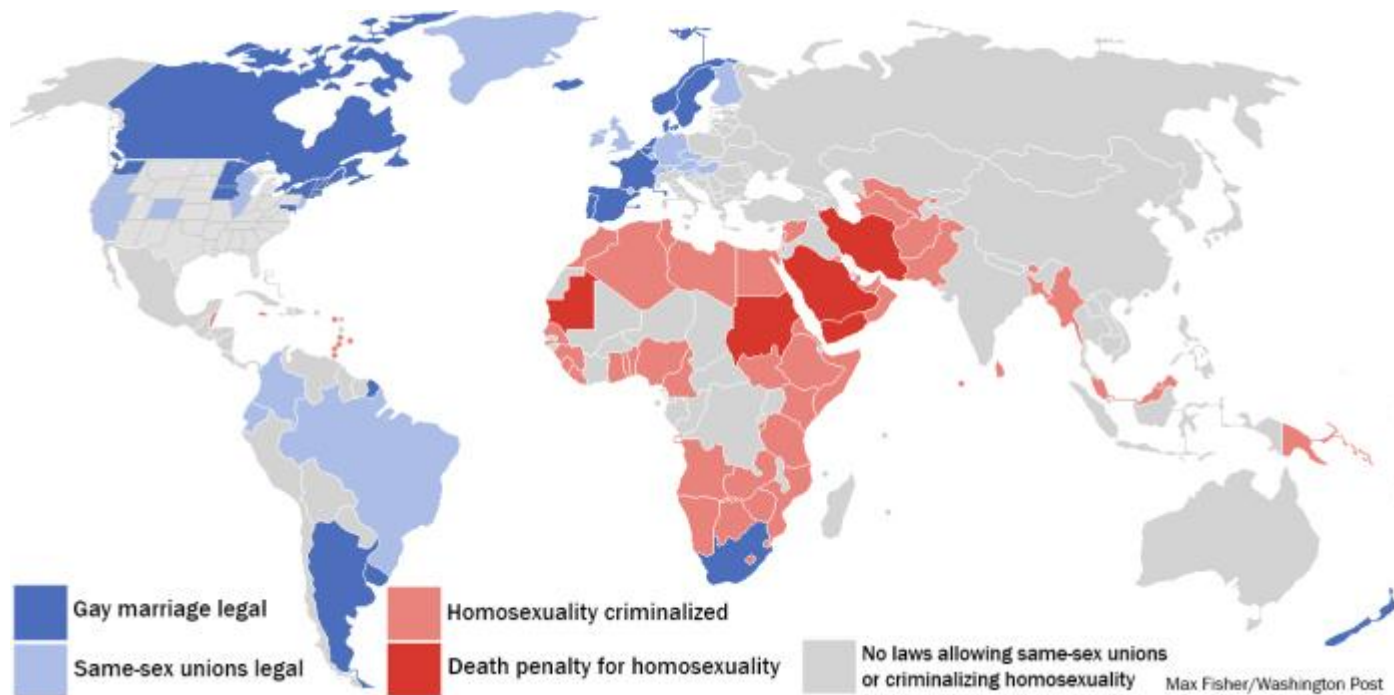 Gay marriage legal
Same-sex unions legal
Homosexuality criminalized
Death penalty for homosexuality
No laws allowing same-sex unions
or criminalizing homosexuality
Max Fisher/Washington Post